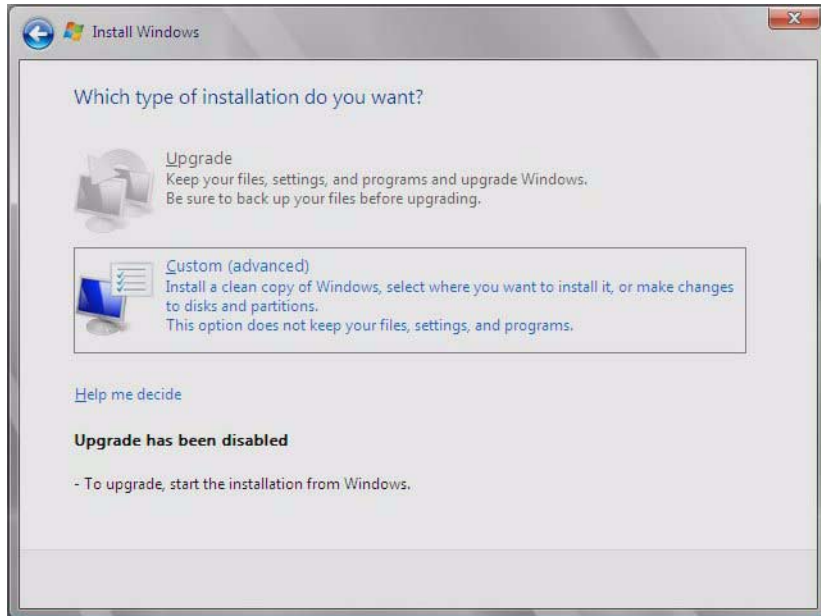 Install Windows
Which type of installation do you want?
Upgrade
Keep your files, settings, and programs and upgrade Windows.
Be sure to back up your files before upgrading.
Custom (advanced)
Install a clean copy of Windows, select where you want to install it, or make changes
to disks and partitions.
This option does not keep your files, settings, and programs.
Help me decide
Upgrade has been disabled
- To upgrade, start the installation from Windows.